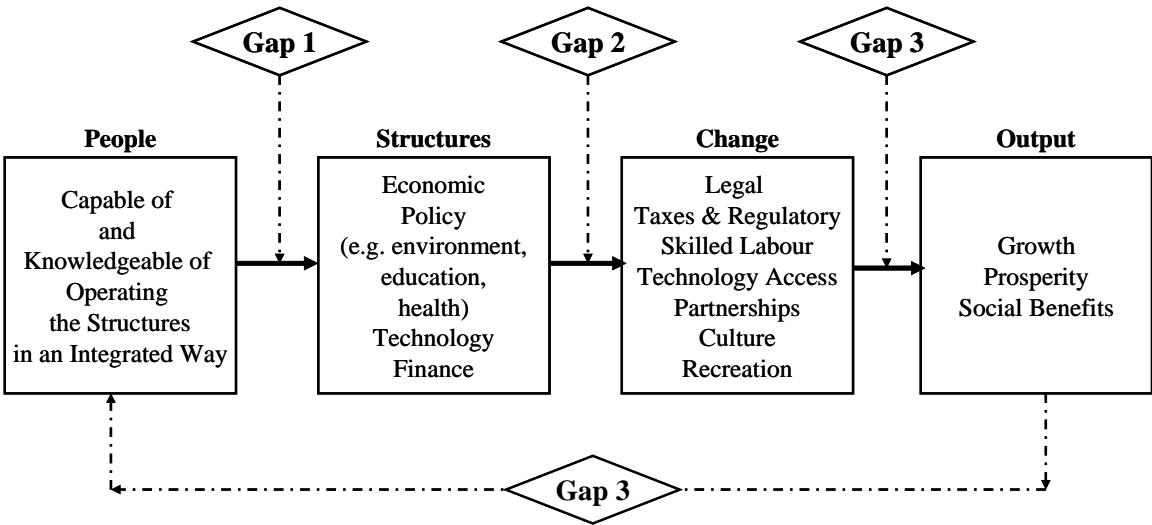 Gap 1
Gap 2
Gap 3
People
Structures
Change
Output
Capable of
and
Knowledgeable of
Operating
the Structures
in an Integrated Way
Economic
Policy
(e.g. environment,
education,
health)
Technology
Finance
Legal
Taxes & Regulatory
Skilled Labour
Technology Access
Partnerships
Culture
Recreation
Growth
Prosperity
Social Benefits
Gap 3